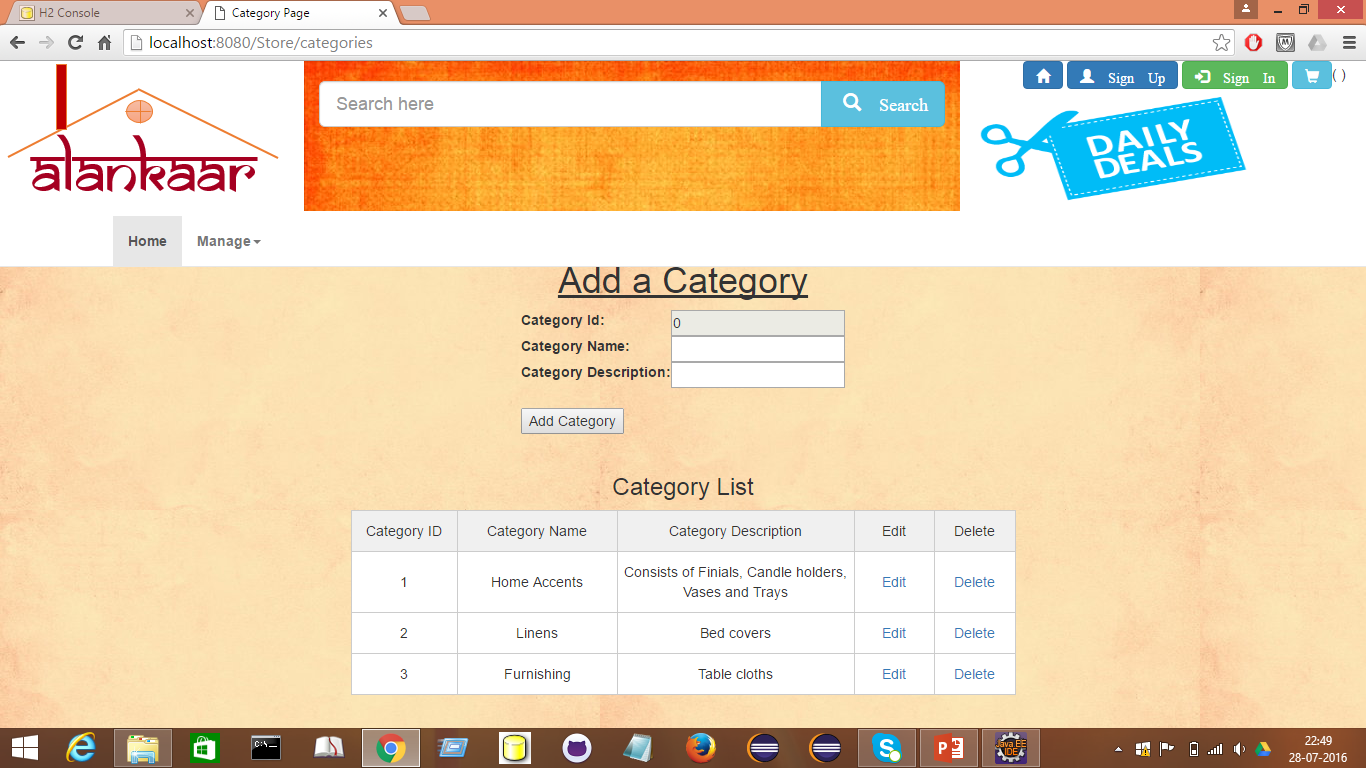 H2 Console
Category Page
localhost:8080/Store/categories
alankaar
Search here
Search
Sign Up
Sign In
( )
DAILY
DEALS
Home
Manage
Add a Category
Category Id:
0
Category Name:
Category Description:
Add Category
Category List
Category ID Category Name Category Description Edit Delete
1 Home Accents Consists of Finials, Candle holders,
Vases and Trays Edit Delete
2 Linens Bed covers Edit Delete
3 Furnishing Table cloths Edit Delete
C:\_
Java EE
IDE
22:49
28-07-2016